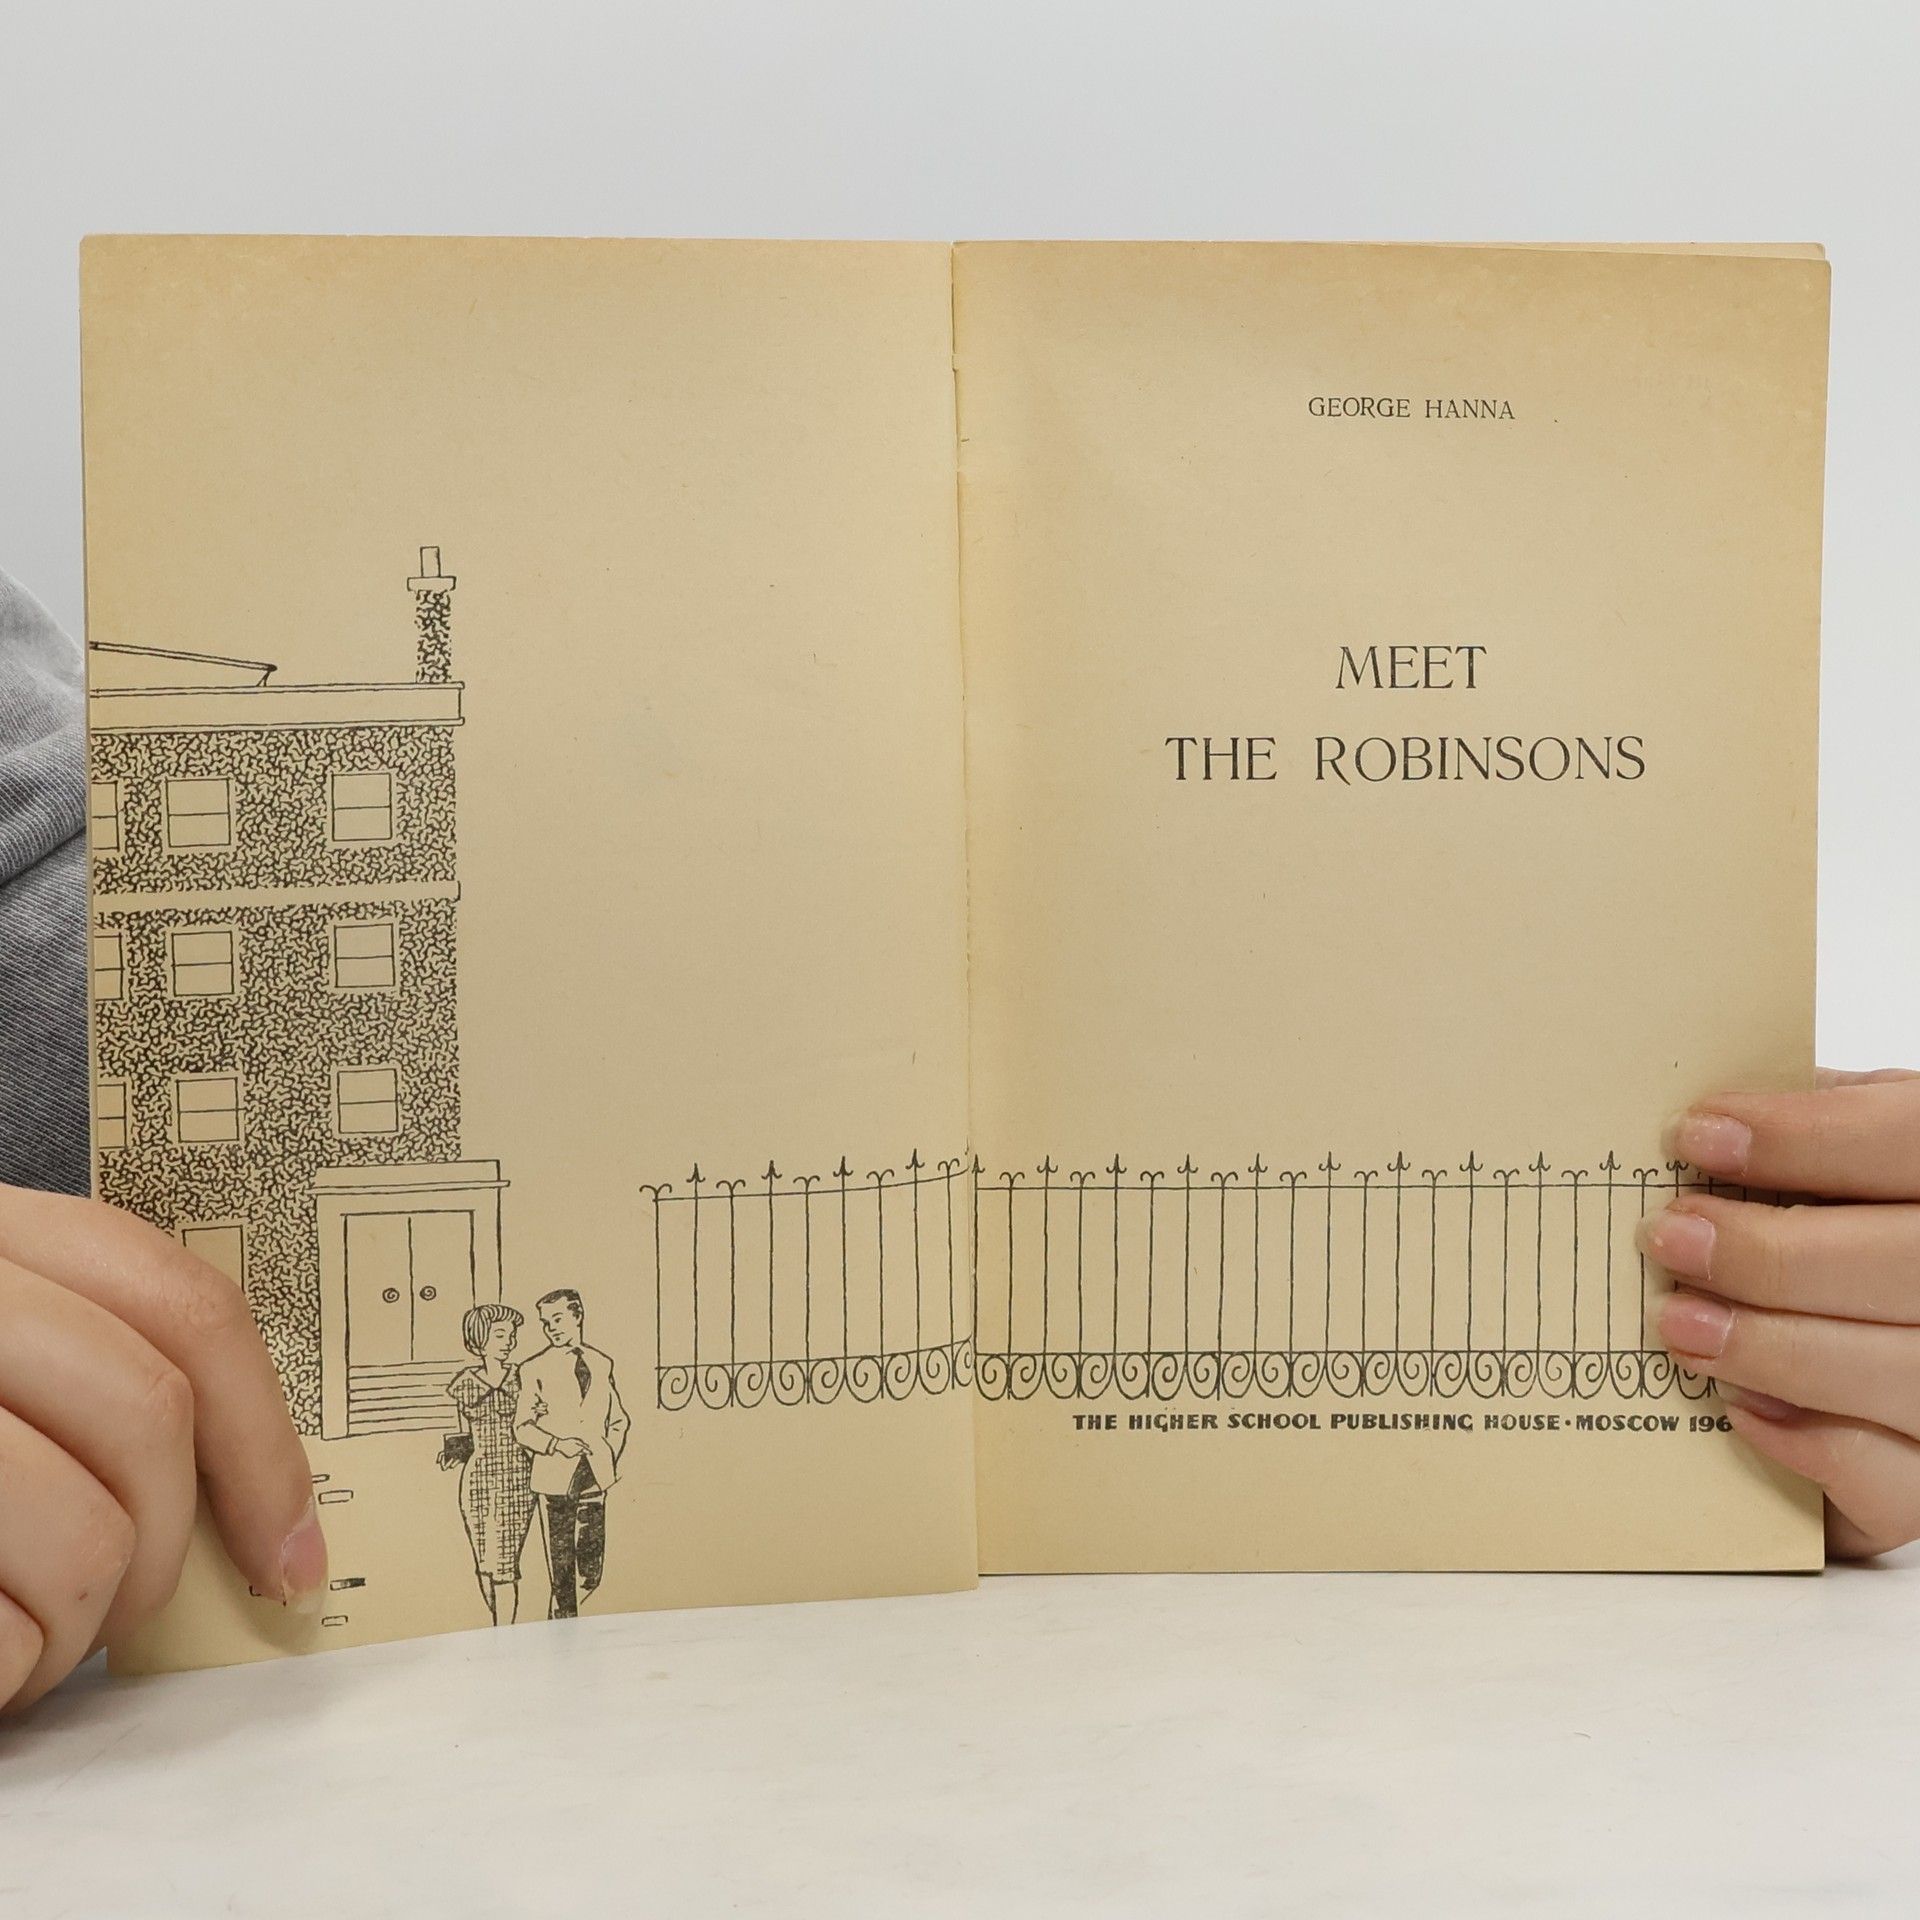 GEORGE HANNA
MEET
THE ROBINSONS
THE HIGHER SCHOOL PUBLISHING HOUSE · MOSCOW 196